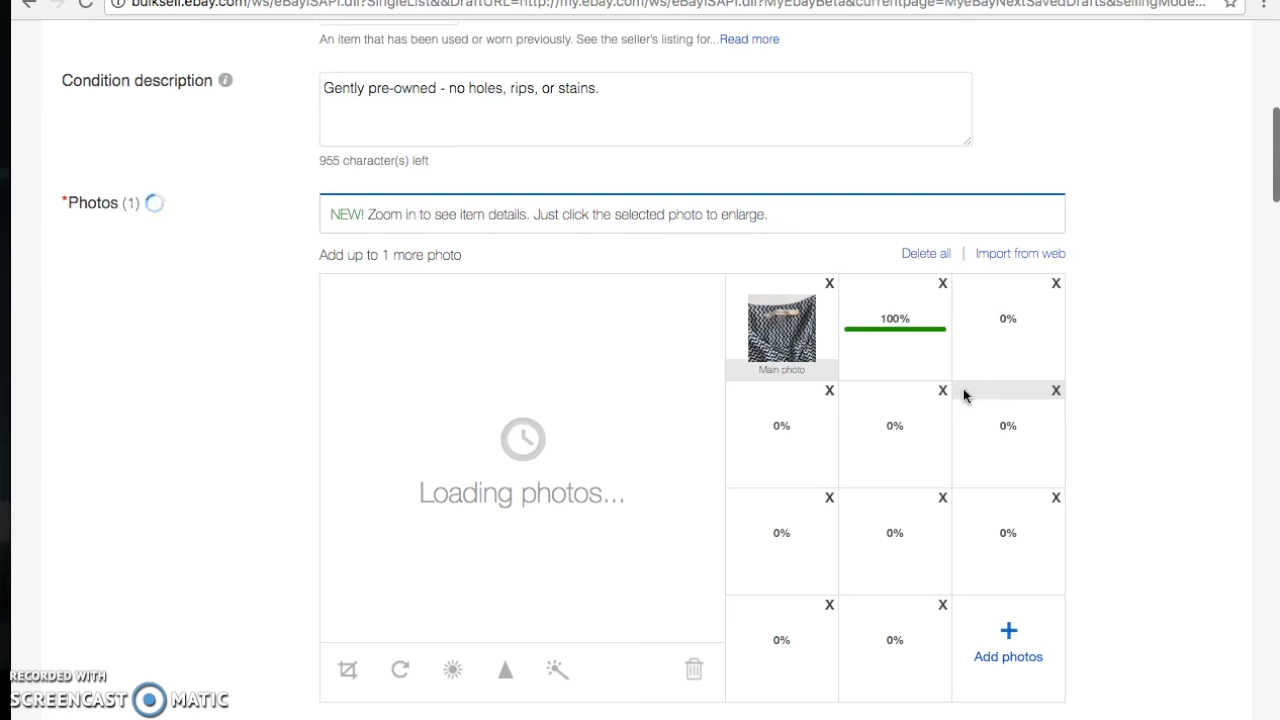 bulksell.ebay.com/ws/eBayISAPI.dll?SingleList&&DraftURL=http://my.ebay.com/ws/eBayISAPI.dll?MyEbayBeta&currentpage=MyeBayNextSavedDrafts&sellingMode...
An item that has been used or worn previously. See the seller's listing for...Read more
Condition description
Gently pre-owned - no holes, rips, or stains.
955 character(s) left
*Photos (1)
NEW! Zoom in to see item details. Just click the selected photo to enlarge.
Add up to 1 more photo
Delete all | Import from web
X X X
100% 0%
Main photo
X X X
0% 0% 0%
Loading photos...
X X X
0% 0% 0%
X X
0% 0%
+
Add photos
RECORDED WITH
SCREENCAST MATIC